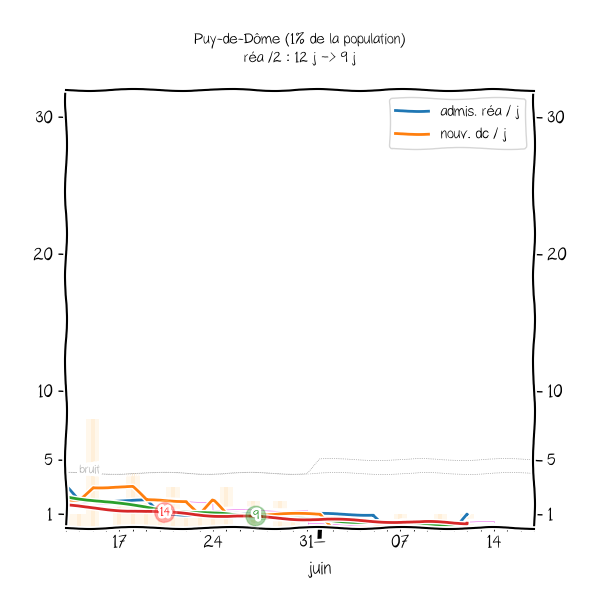 Puy-de-Dôme (1% de la population)
réa /2 : 12 j -> 9 j
admis. réa / j
nouv. dc / j
30
30
20
20
10
10
5
5
bruit
1
1
14
9
17
24
31
07
14
juin